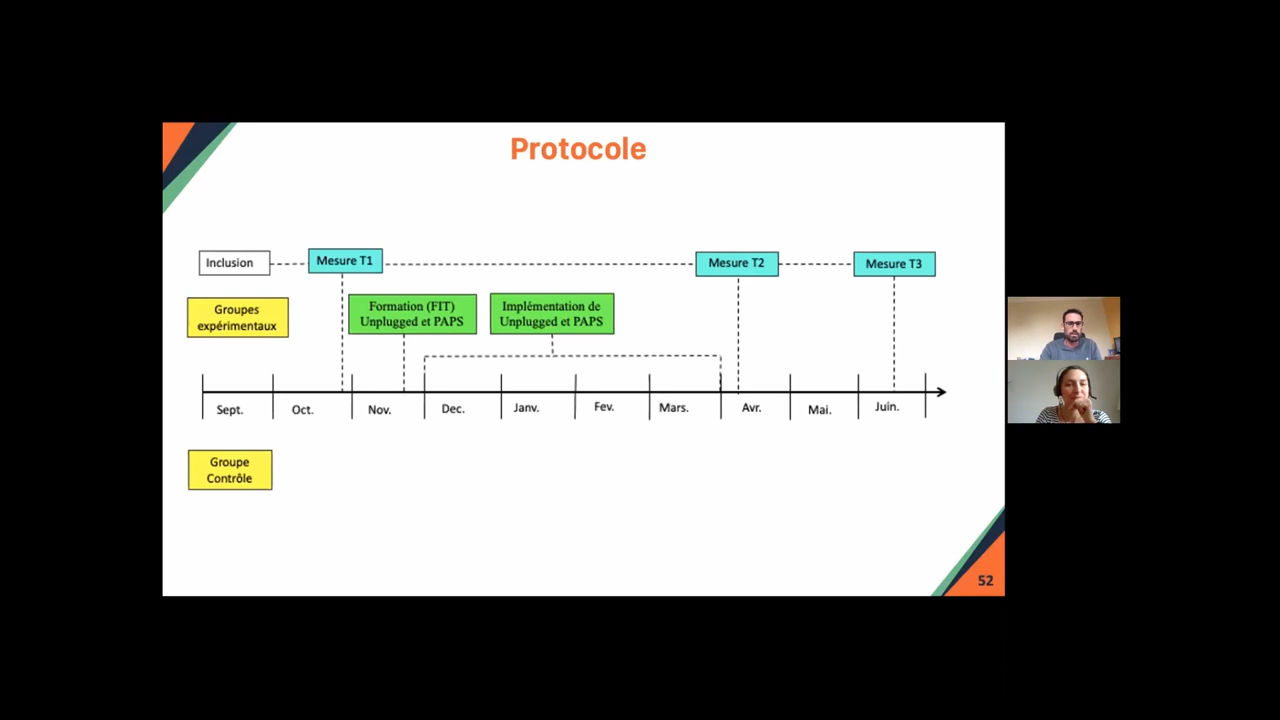 Protocole
Inclusion
Mesure T1
Mesure T2
Mesure T3
Groupes
expérimentaux
Formation (FIT)
Unplugged et PAPS
Implémentation de
Unplugged et PAPS
Sept.
Oct.
Nov.
Dec.
Janv.
Fev.
Mars.
Avr.
Mai.
Juin.
Groupe
Contrôle
52